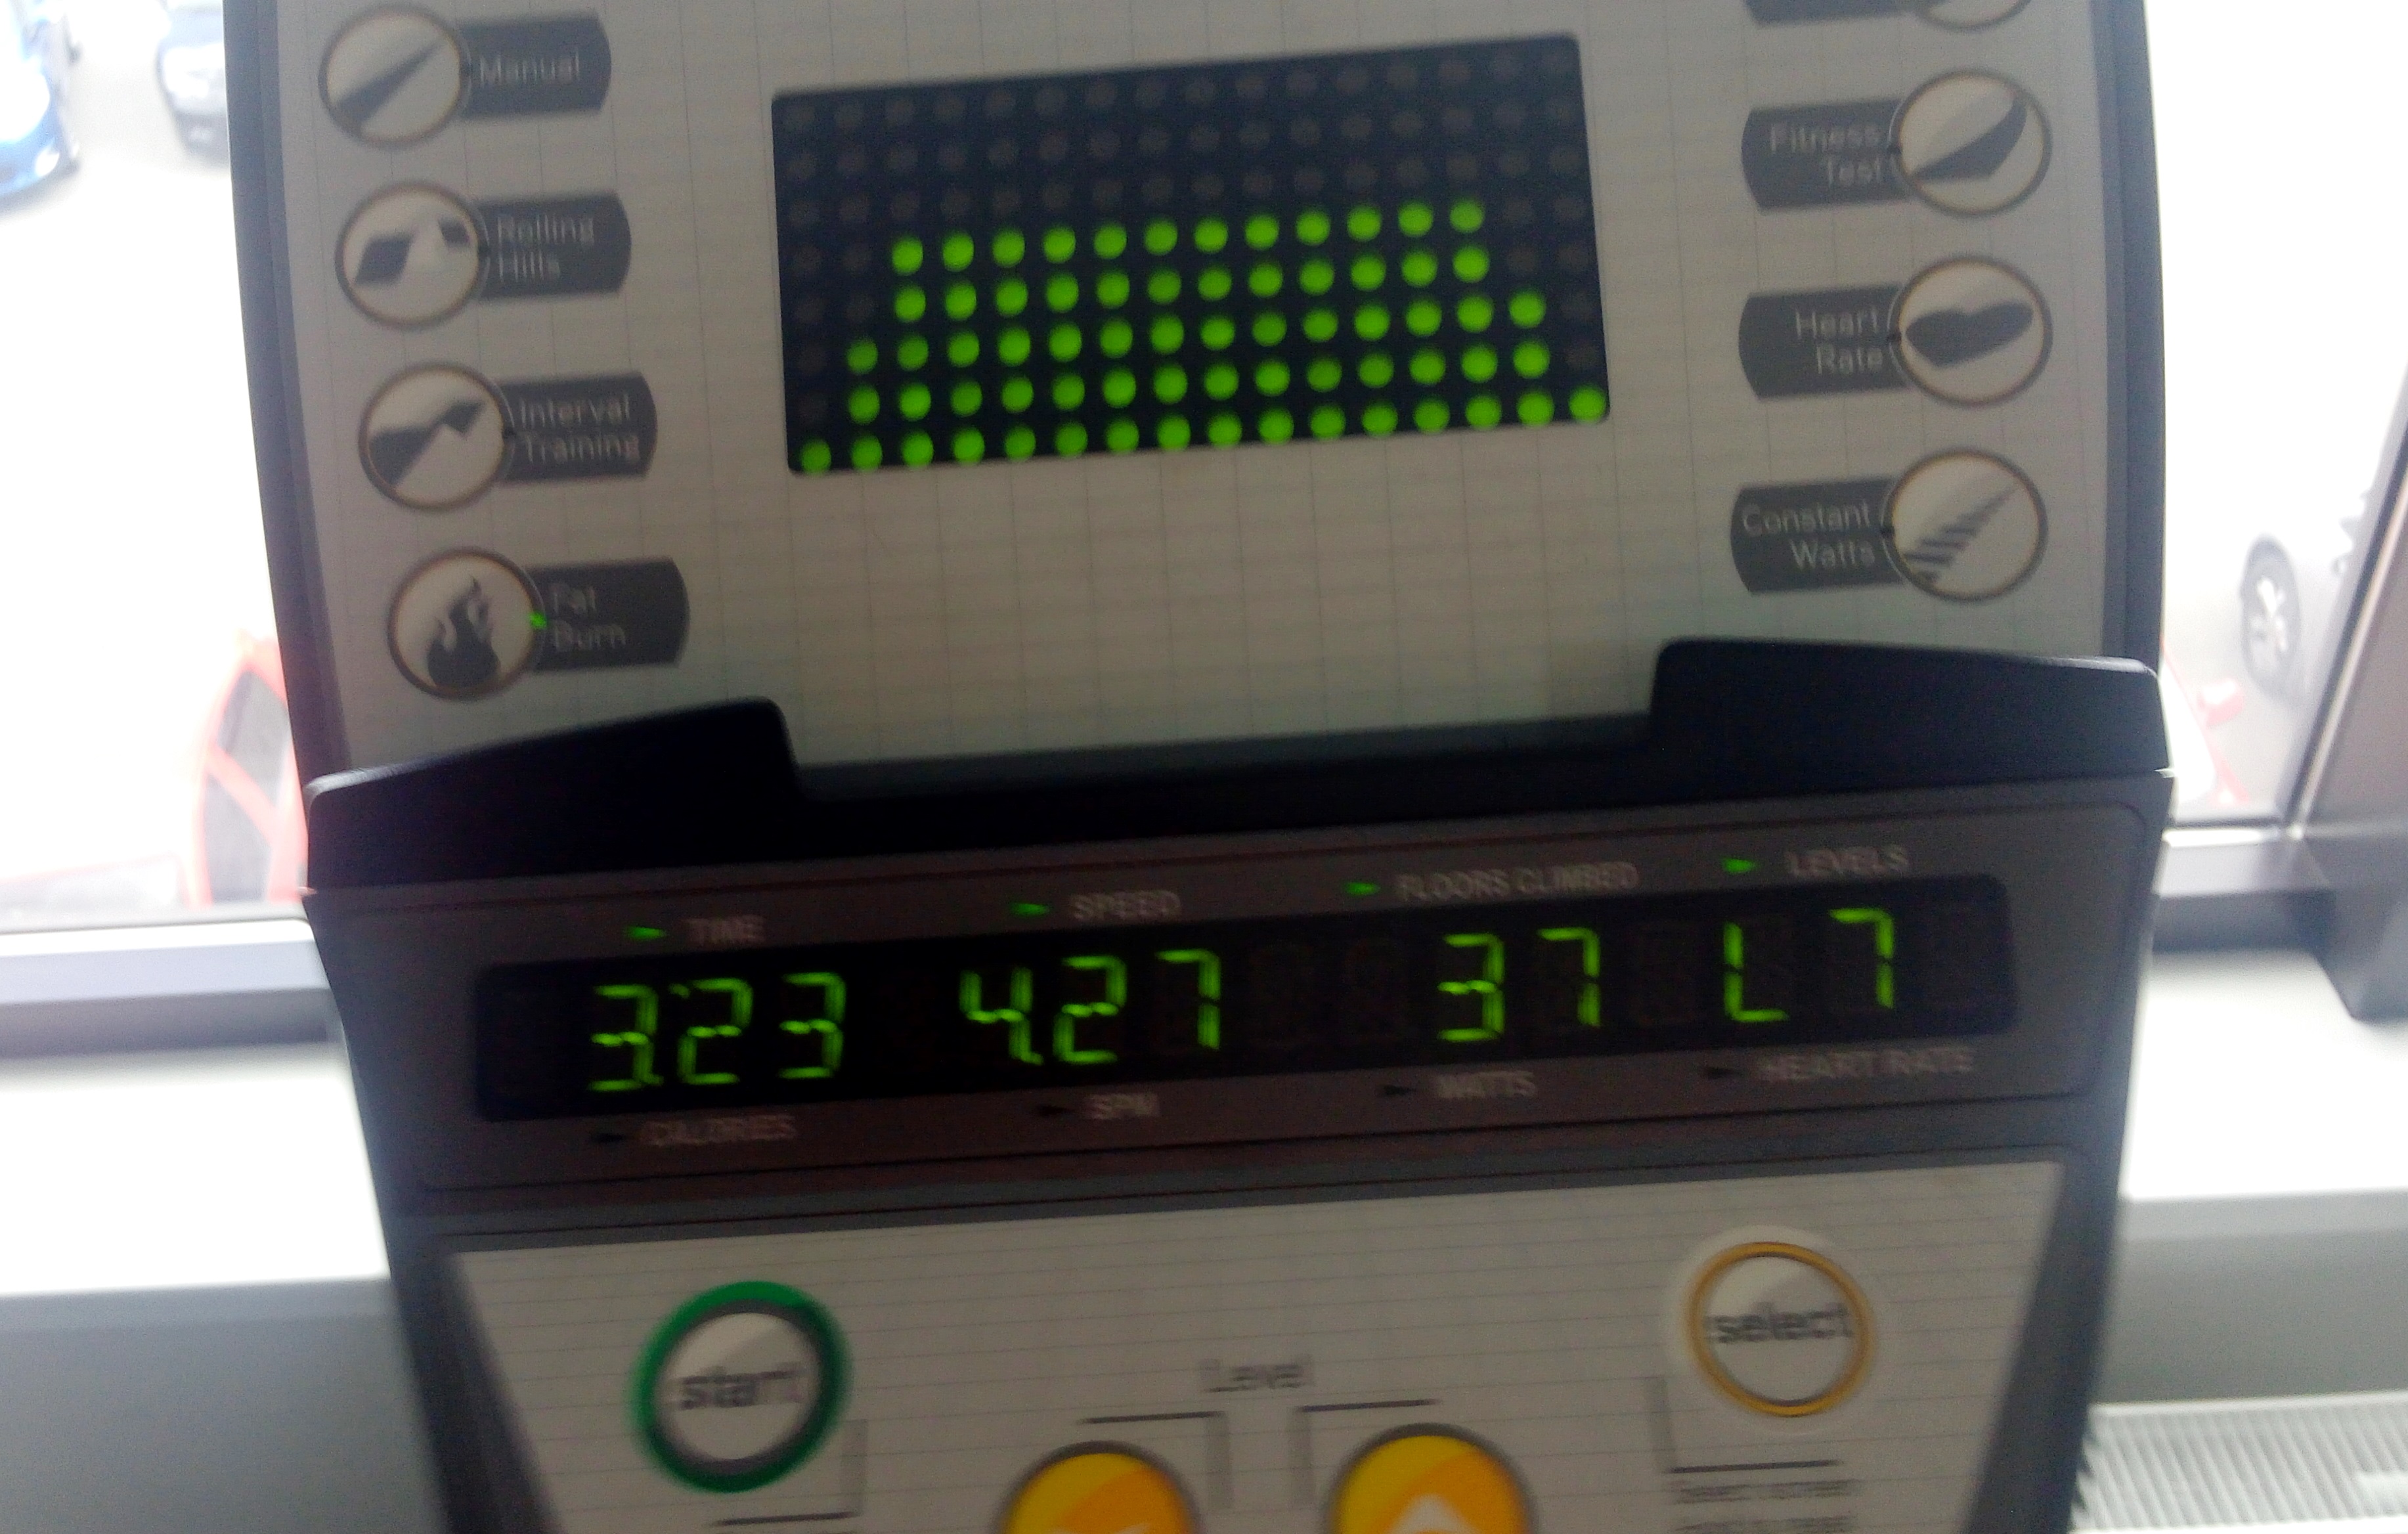 Manual
Fitness
Test
Rolling
Hills
Heart
Rate
Interval
Training
Constant
Watts
Fat
Burn
TIME SPEED FLOORS CLIMBED LEVELS
3:23 4.27 37 L 7
CALORIES SPM WATTS HEART RATE
start
select
Level